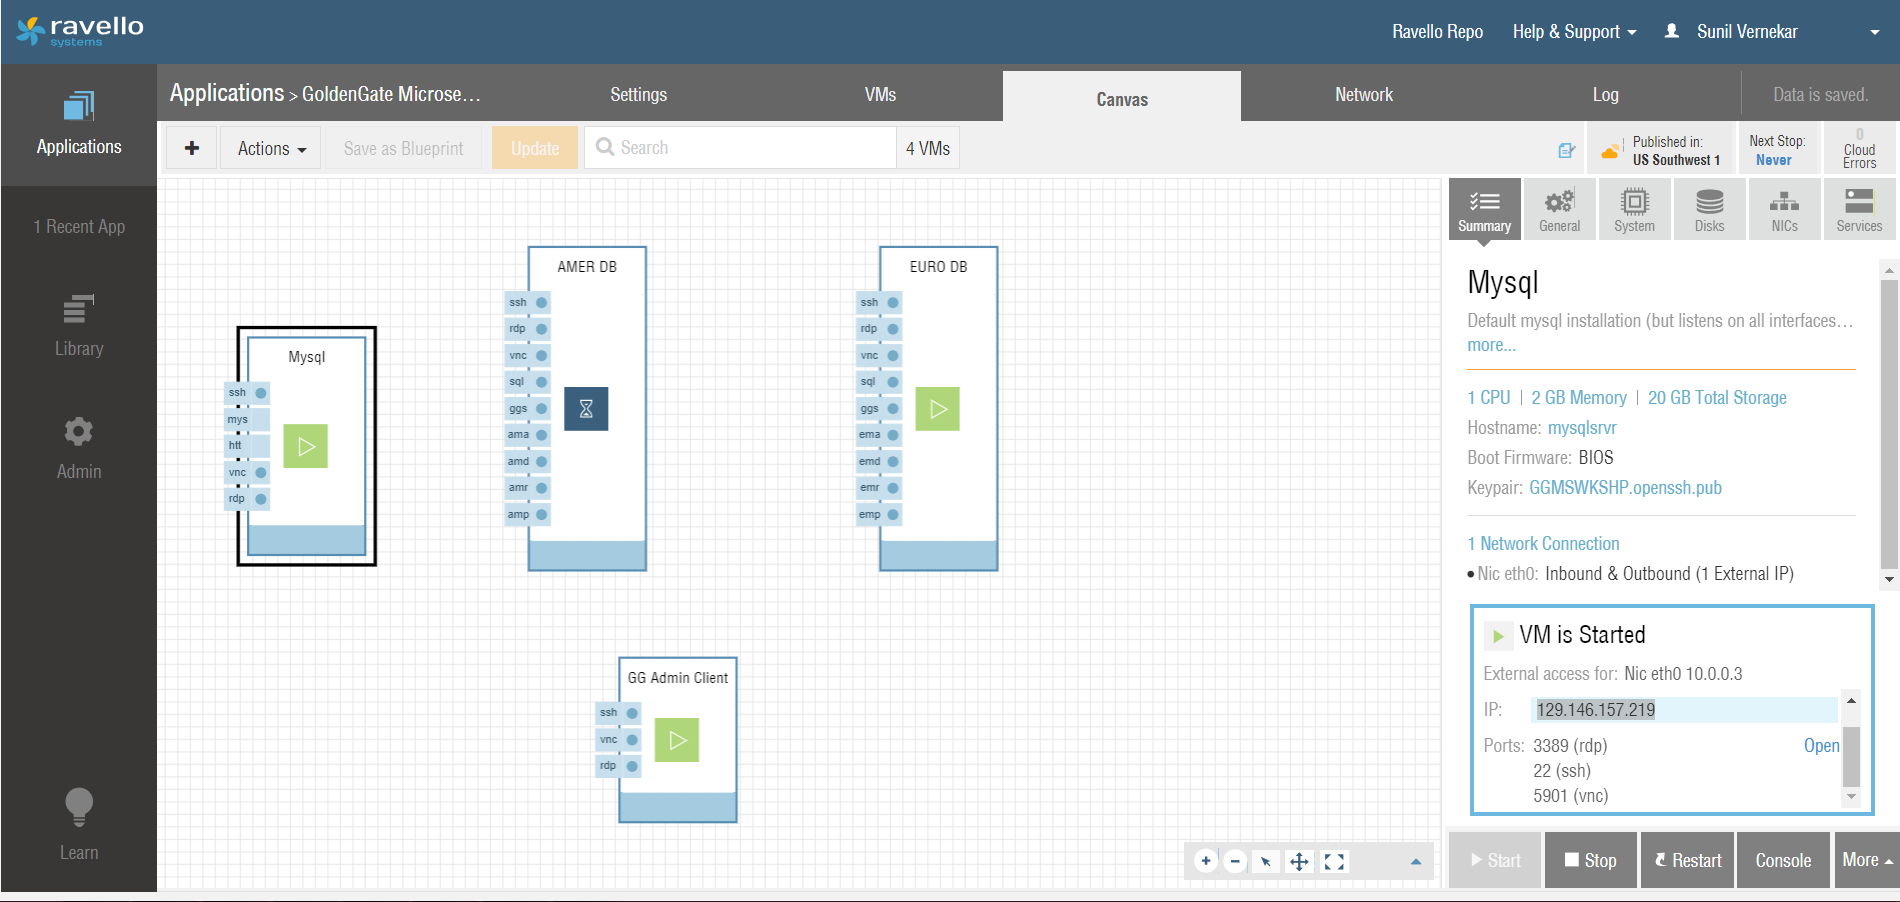 ravello
systems
Ravello Repo
Help & Support
Sunil Vernekar
Applications
1 Recent App
Library
Admin
Learn
Applications > GoldenGate Microse...
Settings
VMs
Canvas
Network
Log
Data is saved.
+
Actions
Save as Blueprint
Update
Search
4 VMs
Published in:
US Southwest 1
Next Stop:
Never
0
Cloud
Errors
Mysql
ssh
mys
htt
vnc
rdp
AMER DB
ssh
rdp
vnc
sql
ggs
ama
amd
amr
amp
EURO DB
ssh
rdp
vnc
sql
ggs
ema
emd
emr
emp
GG Admin Client
ssh
vnc
rdp
Summary
General
System
Disks
NICs
Services
Mysql
Default mysql installation (but listens on all interfaces...
more...
1 CPU | 2 GB Memory | 20 GB Total Storage
Hostname: mysqlsrvr
Boot Firmware: BIOS
Keypair: GGMSWKSHP.openssh.pub
1 Network Connection
• Nic eth0: Inbound & Outbound (1 External IP)
VM is Started
External access for: Nic eth0 10.0.0.3
IP: 129.146.157.219
Ports: 3389 (rdp) Open
22 (ssh)
5901 (vnc)
Start
Stop
Restart
Console
More